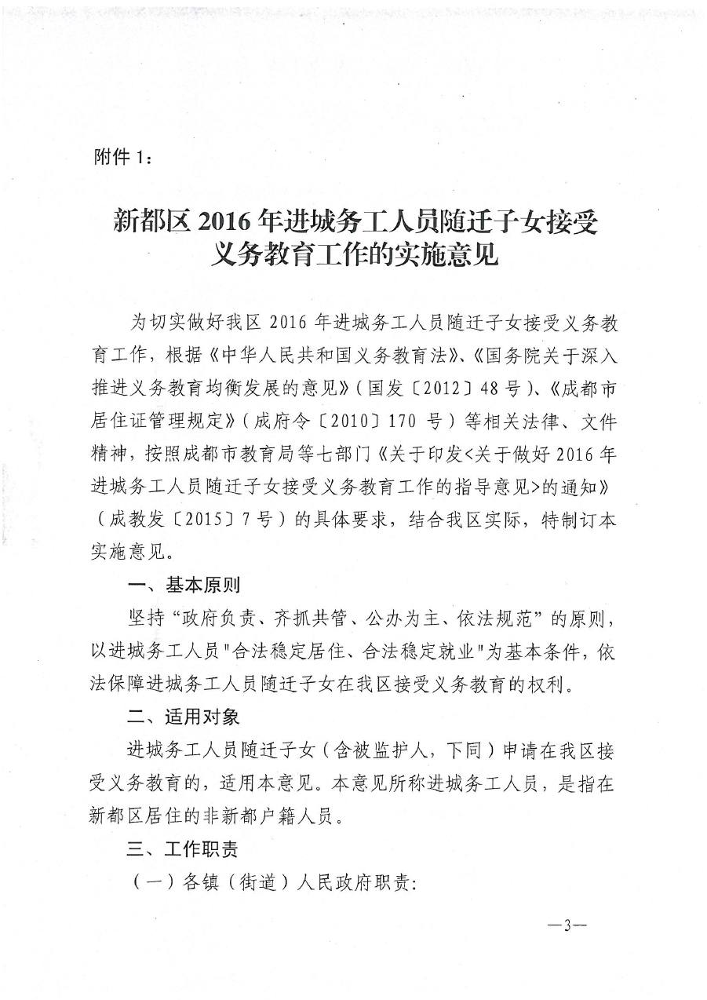 附件 1：
新都区 2016 年进城务工人员随迁子女接受
义务教育工作的实施意见
为切实做好我区 2016 年进城务工人员随迁子女接受义务教
育工作，根据《中华人民共和国义务教育法》、《国务院关于深入
推进义务教育均衡发展的意见》（国发〔2012〕48 号）、《成都市
居住证管理规定》（成府令〔2010〕170 号）等相关法律、文件
精神，按照成都市教育局等七部门《关于印发<关于做好 2016 年
进城务工人员随迁子女接受义务教育工作的指导意见>的通知》
（成教发〔2015〕7 号）的具体要求，结合我区实际，特制订本
实施意见。
一、基本原则
坚持“政府负责、齐抓共管、公办为主、依法规范”的原则，
以进城务工人员"合法稳定居住、合法稳定就业"为基本条件，依
法保障进城务工人员随迁子女在我区接受义务教育的权利。
二、适用对象
进城务工人员随迁子女（含被监护人，下同）申请在我区接
受义务教育的，适用本意见。本意见所称进城务工人员，是指在
新都区居住的非新都户籍人员。
三、工作职责
（一）各镇（街道）人民政府职责：
—3—